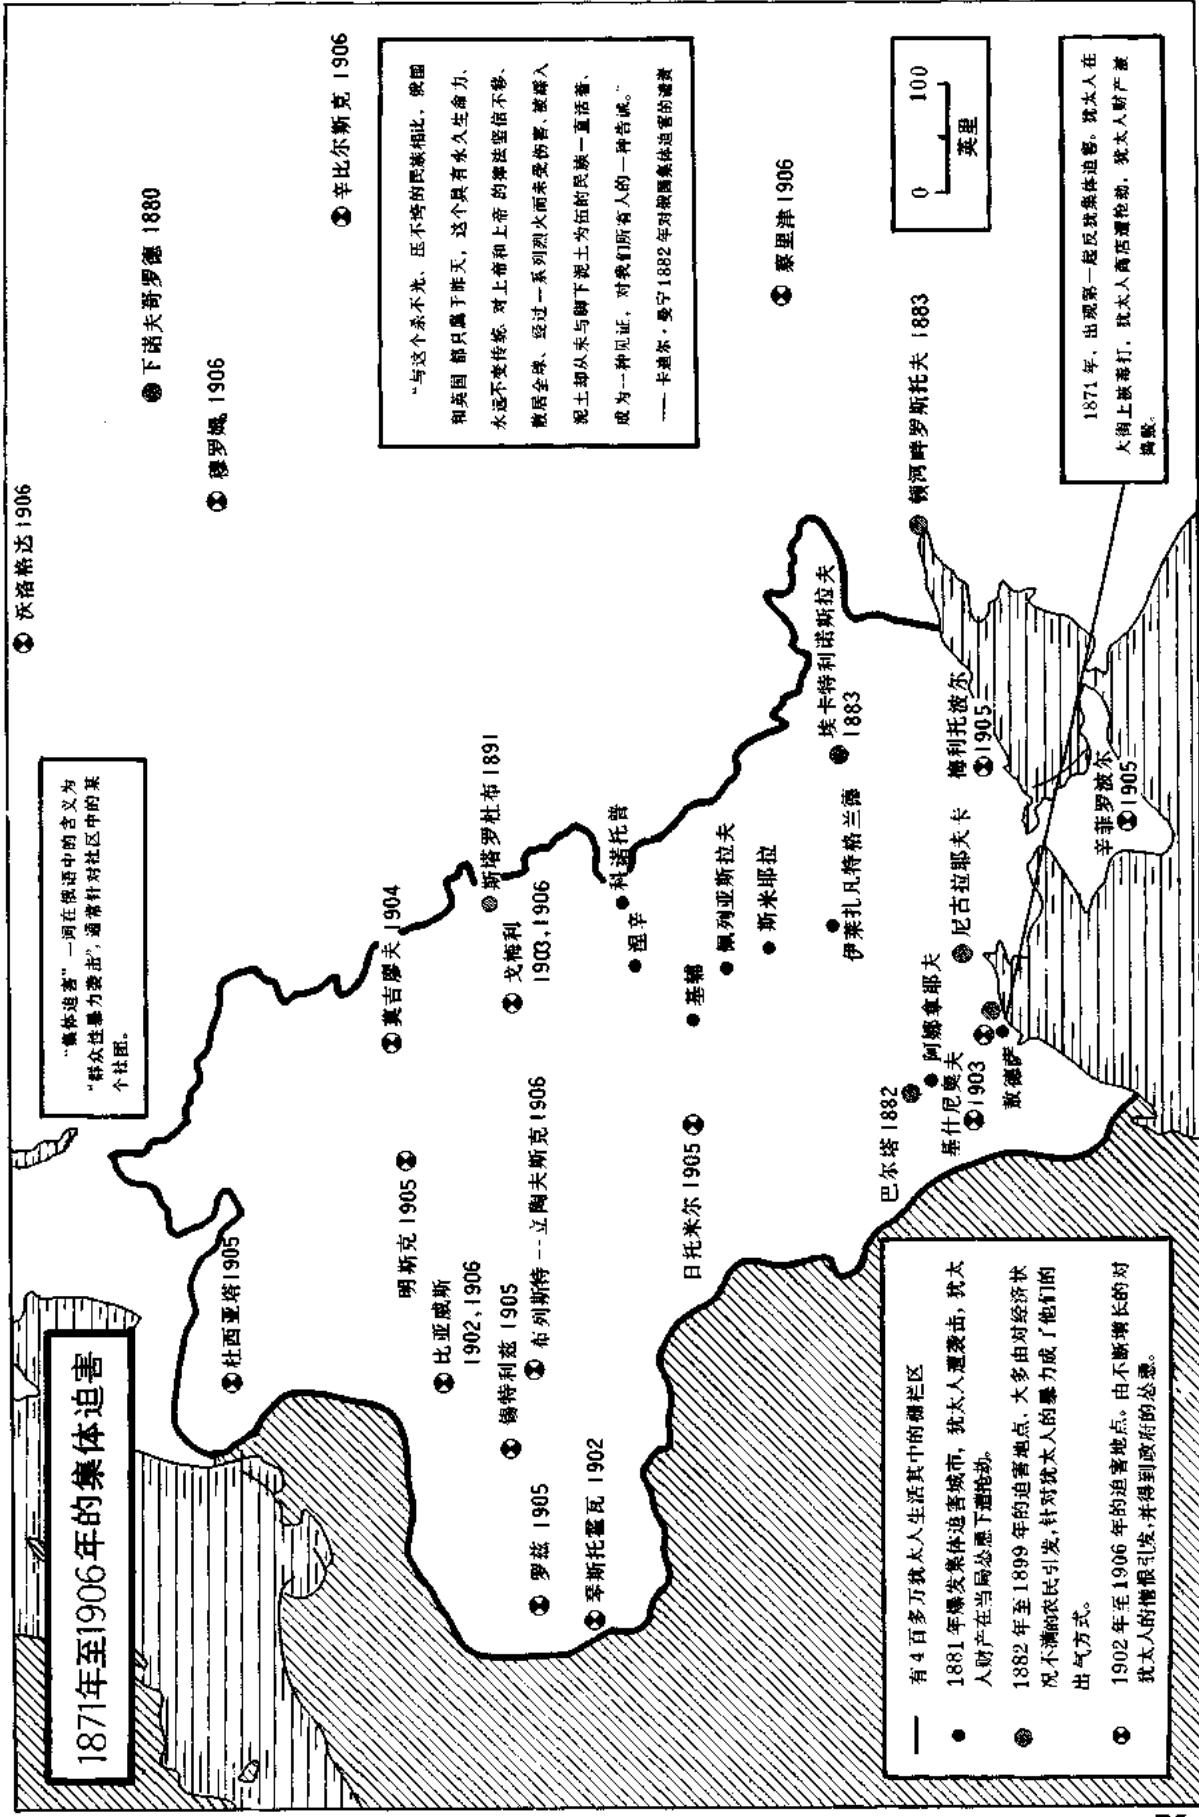 1871年至1906年的集体迫害
“集体迫害”一词在俄语中的含义为
“群众性暴力袭击”，通常针对社区中的某
个社团。
沃洛格达1906
下诺夫哥罗德 1880
穆罗姆 1906
辛比尔斯克 1906
“与这个杀不光、压不垮的民族相比，俄国
和英国都只属于昨天，这个具有永久生命力、
永远不变传统、对上帝和上帝的律法坚信不移、
散居全球、经过一系列烈火而未受伤害、被踩入
泥土却从未与脚下泥土为伍的民族一直活着、
成为一种见证，对我们所有人的一种告诫。”
——卡迪尔·曼宁1882年对俄国集体迫害的谴责
察里津1906
0 100
英里
1871年，出现第一起反犹集体迫害。犹太人在
大街上被毒打，犹太人商店遭抢劫，犹太人财产被
捣毁。
顿河畔罗斯托夫 1883
杜西亚塔1905
莫吉廖夫 1904
明斯克 1905
斯塔罗杜布 1891
戈梅利
1903，1906
比亚威斯
1902，1906
锡特利兹 1905
布列斯特--立陶夫斯克 1906
罗兹 1905
琴斯托霍瓦 1902
科诺托普
涅辛
基辅
日托米尔 1905
佩列亚斯拉夫
斯米耶拉
埃卡特利诺斯拉夫
1883
伊莱扎凡特格兰德
巴尔塔 1882
阿娜拿耶夫
基什尼奥夫
1903
敖德萨
尼古拉耶夫卡
梅利托波尔
1905
辛菲罗波尔
1905
有4百多万犹太人生活其中的栅栏区
1881年爆发集体迫害城市，犹太人遭袭击，犹太
人财产在当局怂恿下遭抢劫。
1882年至1899年的迫害地点，大多由对经济状
况不满的农民引发，针对犹太人的暴力成了他们的
出气方式。
1902年至1906年的迫害地点。由不断增长的对
犹太人的憎恨引发，并得到政府的怂恿。